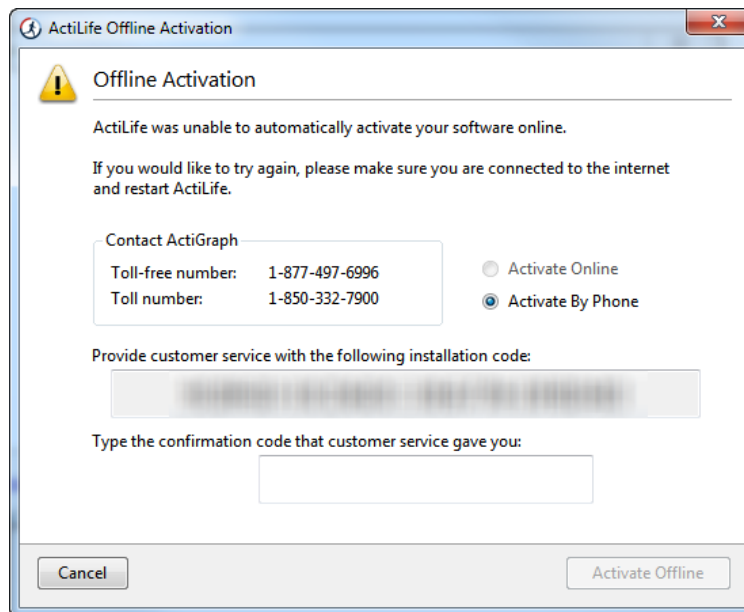 ActiLife Offline Activation
Offline Activation
ActiLife was unable to automatically activate your software online.
If you would like to try again, please make sure you are connected to the internet
and restart ActiLife.
Contact ActiGraph
Toll-free number: 1-877-497-6996
Toll number: 1-850-332-7900
Activate Online
Activate By Phone
Provide customer service with the following installation code:
Type the confirmation code that customer service gave you:
Cancel
Activate Offline